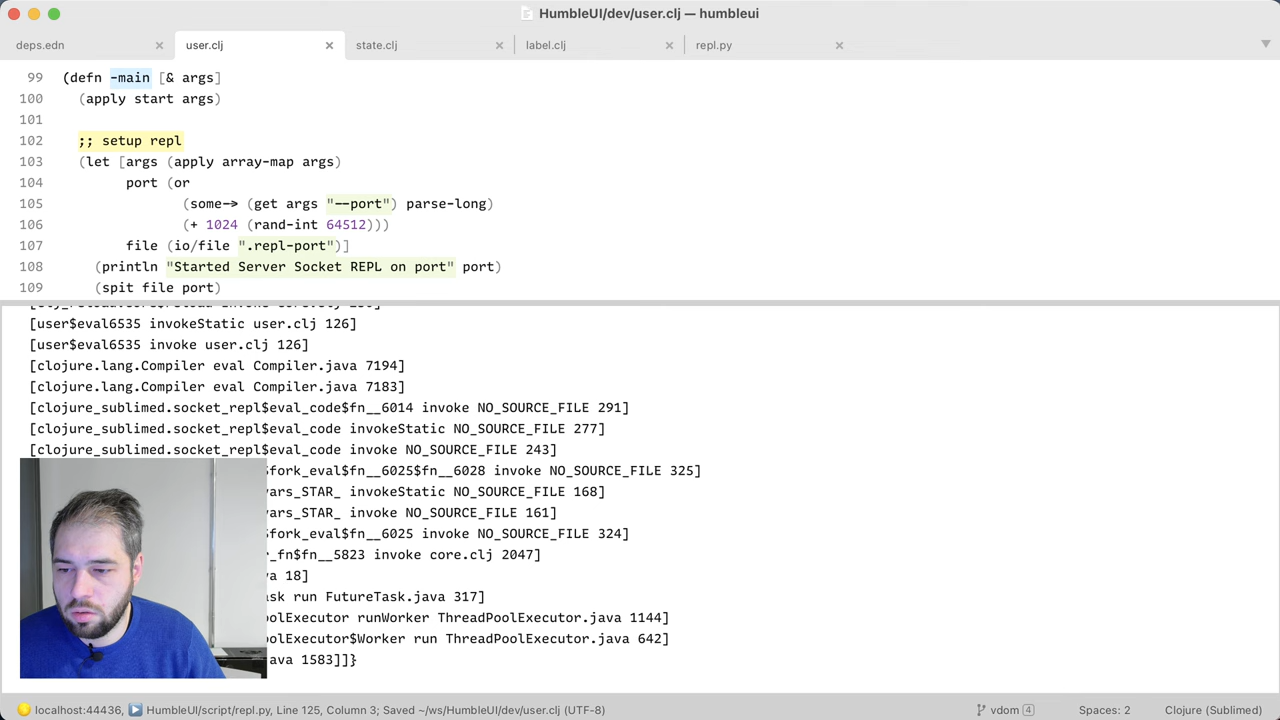 HumbleUI/dev/user.clj — humbleui
deps.edn
user.clj
state.clj
label.clj
repl.py
99 (defn -main [& args]
100 (apply start args)
101
102 ;; setup repl
103 (let [args (apply array-map args)
104 port (or
105 (some-> (get args "--port") parse-long)
106 (+ 1024 (rand-int 64512)))
107 file (io/file ".repl-port")]
108 (println "Started Server Socket REPL on port" port)
109 (spit file port)
[user$eval6535 invokeStatic user.clj 126]
[user$eval6535 invoke user.clj 126]
[clojure.lang.Compiler eval Compiler.java 7194]
[clojure.lang.Compiler eval Compiler.java 7183]
[clojure_sublimed.socket_repl$eval_code$fn__6014 invoke NO_SOURCE_FILE 291]
[clojure_sublimed.socket_repl$eval_code invokeStatic NO_SOURCE_FILE 277]
[clojure_sublimed.socket_repl$eval_code invoke NO_SOURCE_FILE 243]
$fork_eval$fn__6025$fn__6028 invoke NO_SOURCE_FILE 325]
vars_STAR_ invokeStatic NO_SOURCE_FILE 168]
vars_STAR_ invoke NO_SOURCE_FILE 161]
$fork_eval$fn__6025 invoke NO_SOURCE_FILE 324]
r_fn$fn__5823 invoke core.clj 2047]
va 18]
ask run FutureTask.java 317]
oolExecutor runWorker ThreadPoolExecutor.java 1144]
oolExecutor$Worker run ThreadPoolExecutor.java 642]
ava 1583]]}
localhost:44436, HumbleUI/script/repl.py, Line 125, Column 3; Saved ~/ws/HumbleUI/dev/user.clj (UTF-8)
vdom 4
Spaces: 2
Clojure (Sublimed)